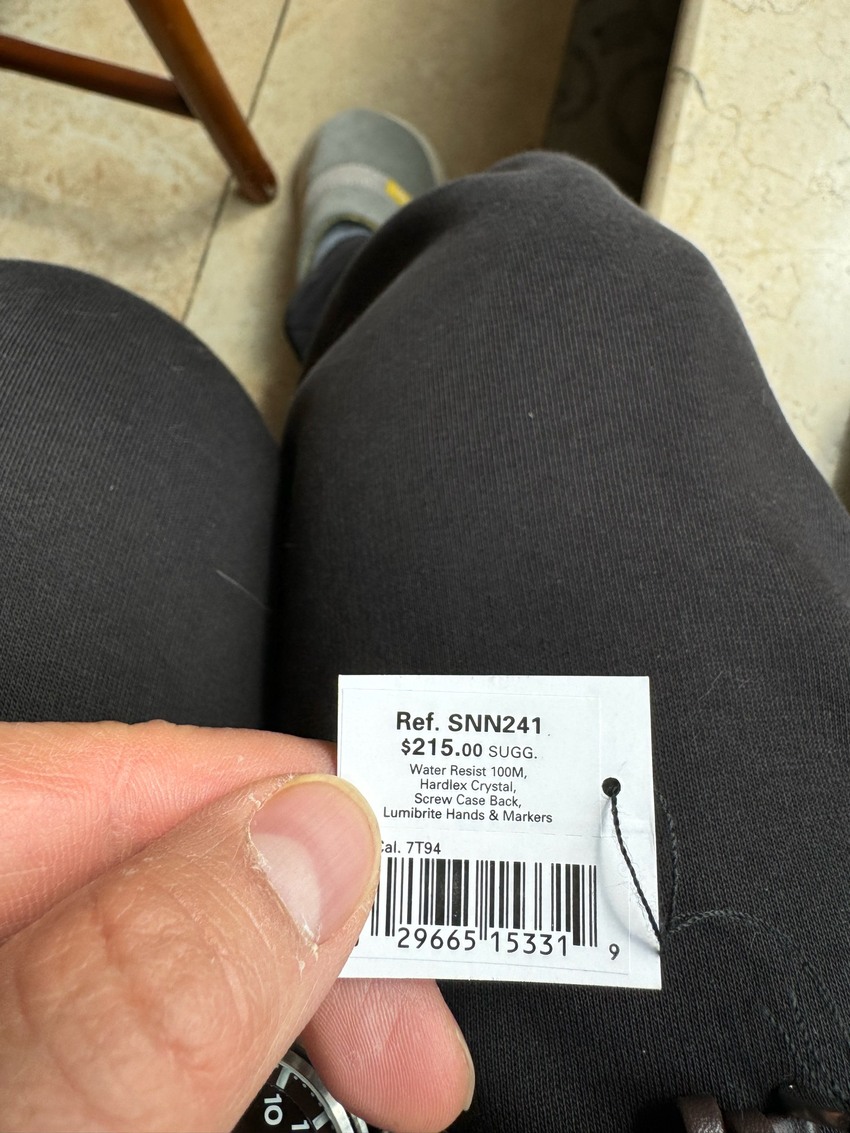 Ref. SNN241
$215.00 SUGG.
Water Resist 100M,
Hardlex Crystal,
Screw Case Back,
Lumibrite Hands & Markers
Cal. 7T94
29665 15331 9
10